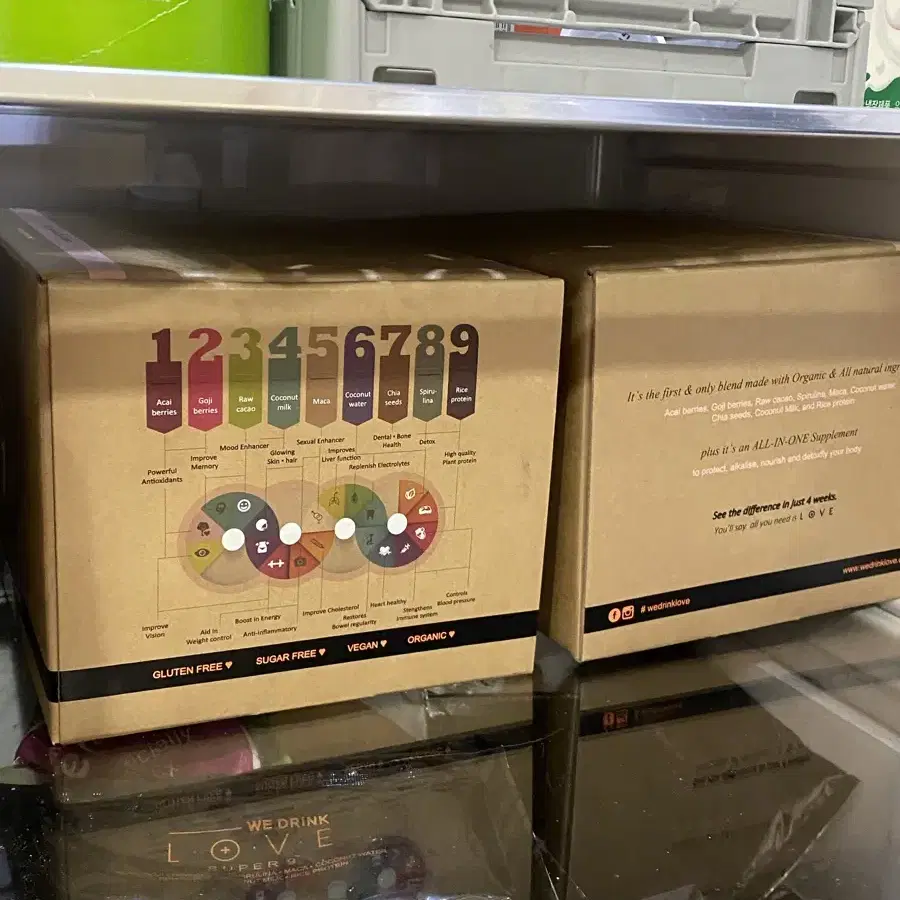 1 2 3 4 5 6 7 8 9
Acai berries
Goji berries
Raw cacao
Coconut milk
Maca
Coconut water
Chia seeds
Spiru-lina
Rice protein
Powerful Antioxidants
Improve Memory
Mood Enhancer
Glowing Skin + hair
Sexual Enhancer
Improves Liver function
Replenish Electrolytes
Dental + Bone Health
Detox
High quality Plant protein
Improve Vision
Aid in Weight control
Boost in Energy
Anti-inflammatory
Improve Cholesterol
Restores Bowel regularity
Heart healthy
Stengthens Immune system
Controls Blood pressure
GLUTEN FREE SUGAR FREE VEGAN ORGANIC
It's the first & only blend made with Organic & All natural ingr
Acai berries, Goji berries, Raw cacao, Spirulina, Maca, Coconut water
Chia seeds, Coconut Milk, and Rice protein
plus it's an ALL-IN-ONE Supplement
to protect, alkalise, nourish and detoxify your body
See the difference in just 4 weeks.
You'll say all you need is L O V E
# wedrinklove
www.wedrinklove.
WE DRINK
L O V E
SUPER 9